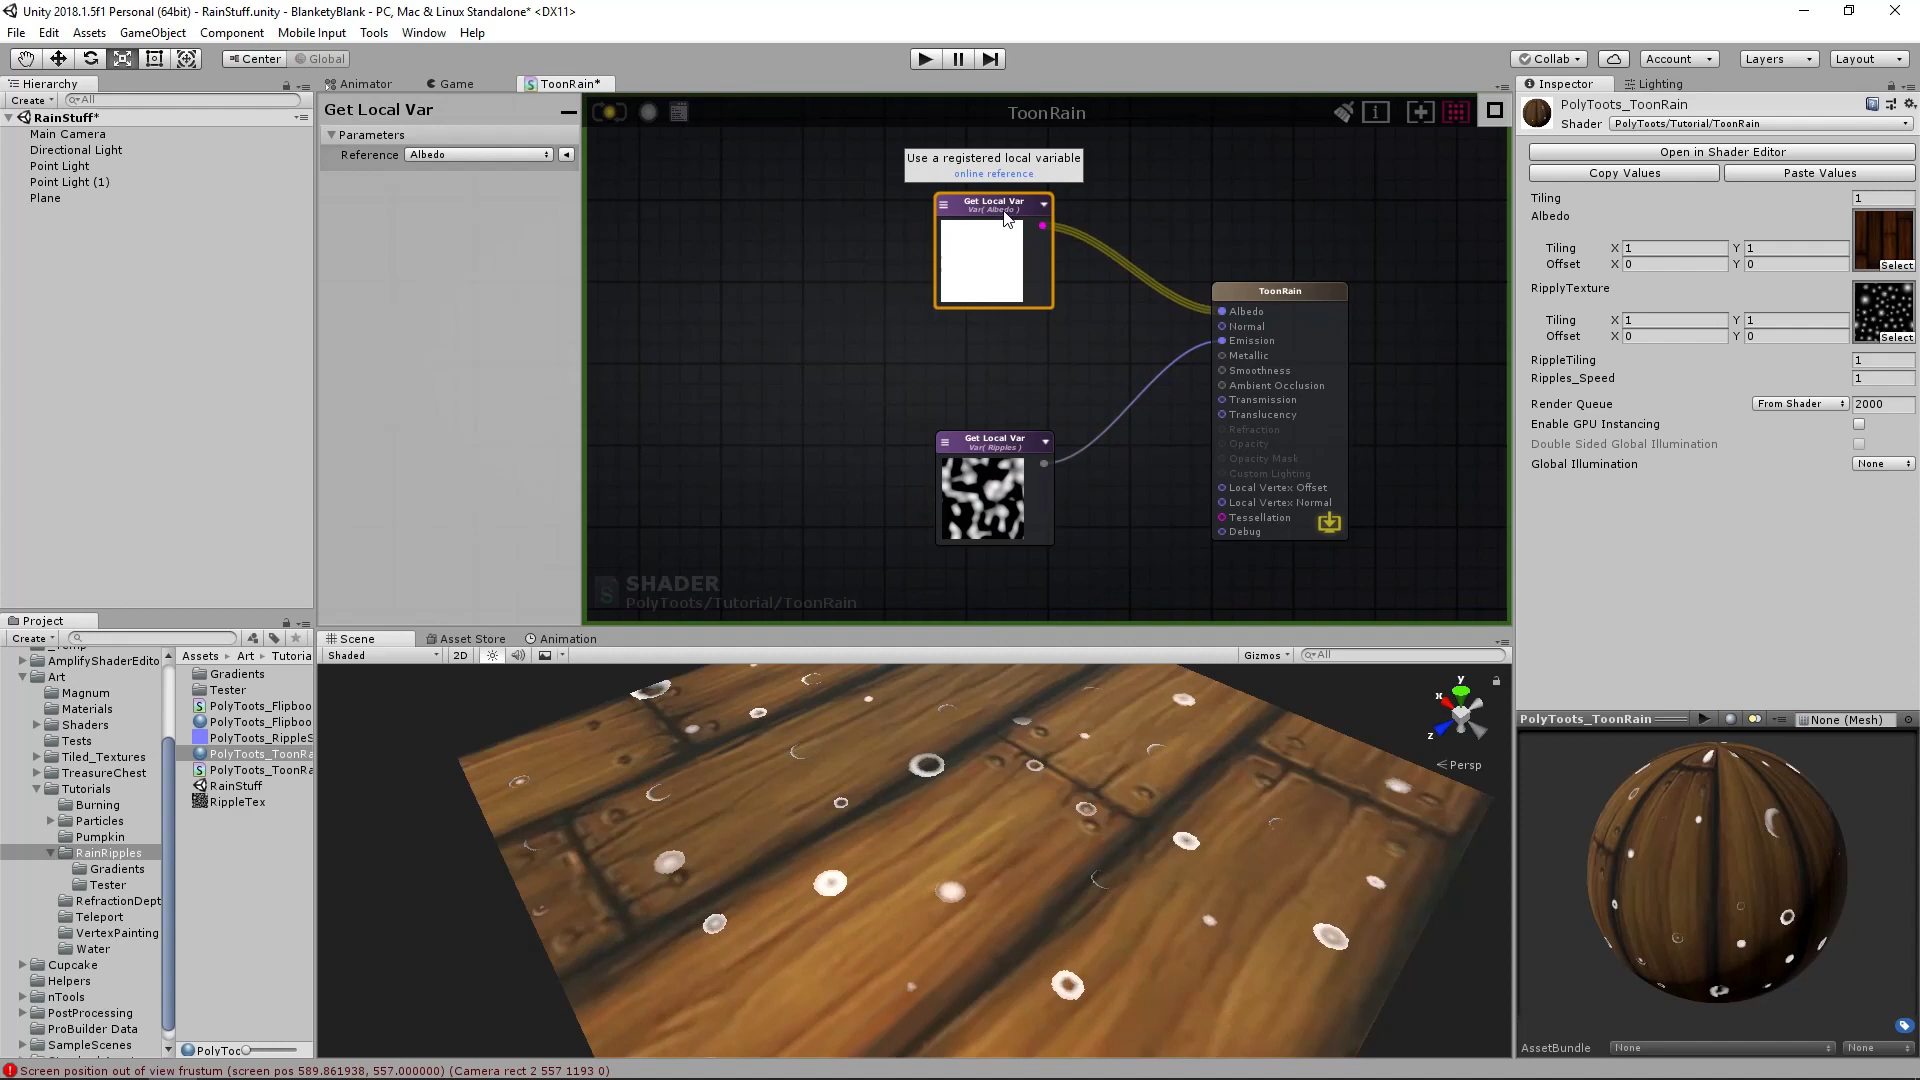 Unity 2018.1.5f1 Personal (64bit) - RainStuff.unity - BlanketyBlank - PC, Mac & Linux Standalone* <DX11>
File Edit Assets GameObject Component Mobile Input Tools Window Help
Center Global
Collab Account Layers Layout
Hierarchy
Create All
RainStuff*
Main Camera
Directional Light
Point Light
Point Light (1)
Plane
Animator Game ToonRain*
Get Local Var
Parameters
Reference Albedo
ToonRain
Use a registered local variable
online reference
Get Local Var
Var( Albedo )
Get Local Var
Var( Ripples )
ToonRain
Albedo
Normal
Emission
Metallic
Smoothness
Ambient Occlusion
Transmission
Translucency
Refraction
Opacity
Opacity Mask
Custom Lighting
Local Vertex Offset
Local Vertex Normal
Tessellation
Debug
SHADER
PolyToots/Tutorial/ToonRain
Inspector Lighting
PolyToots_ToonRain
Shader PolyToots/Tutorial/ToonRain
Open in Shader Editor
Copy Values Paste Values
Tiling 1
Albedo
Tiling X 1 Y 1
Offset X 0 Y 0
Select
RipplyTexture
Tiling X 1 Y 1
Offset X 0 Y 0
Select
RippleTiling 1
Ripples_Speed 1
Render Queue From Shader 2000
Enable GPU Instancing
Double Sided Global Illumination
Global Illumination None
Project
Create
AmplifyShaderEdito
Art
Magnum
Materials
Shaders
Tests
Tiled_Textures
TreasureChest
Tutorials
Burning
Particles
Pumpkin
RainRipples
Gradients
Tester
RefractionDept
Teleport
VertexPainting
Water
Cupcake
Helpers
nTools
PostProcessing
ProBuilder Data
SampleScenes
Assets Art Tutoria
Gradients
Tester
PolyToots_Flipboo
PolyToots_Flipboo
PolyToots_RippleS
PolyToots_ToonRa
PolyToots_ToonRa
RainStuff
RippleTex
PolyToo
Scene Asset Store Animation
Shaded 2D Gizmos All
y
x
z
Persp
PolyToots_ToonRain None (Mesh)
AssetBundle None None
Screen position out of view frustum (screen pos 589.861938, 557.000000) (Camera rect 2 557 1193 0)